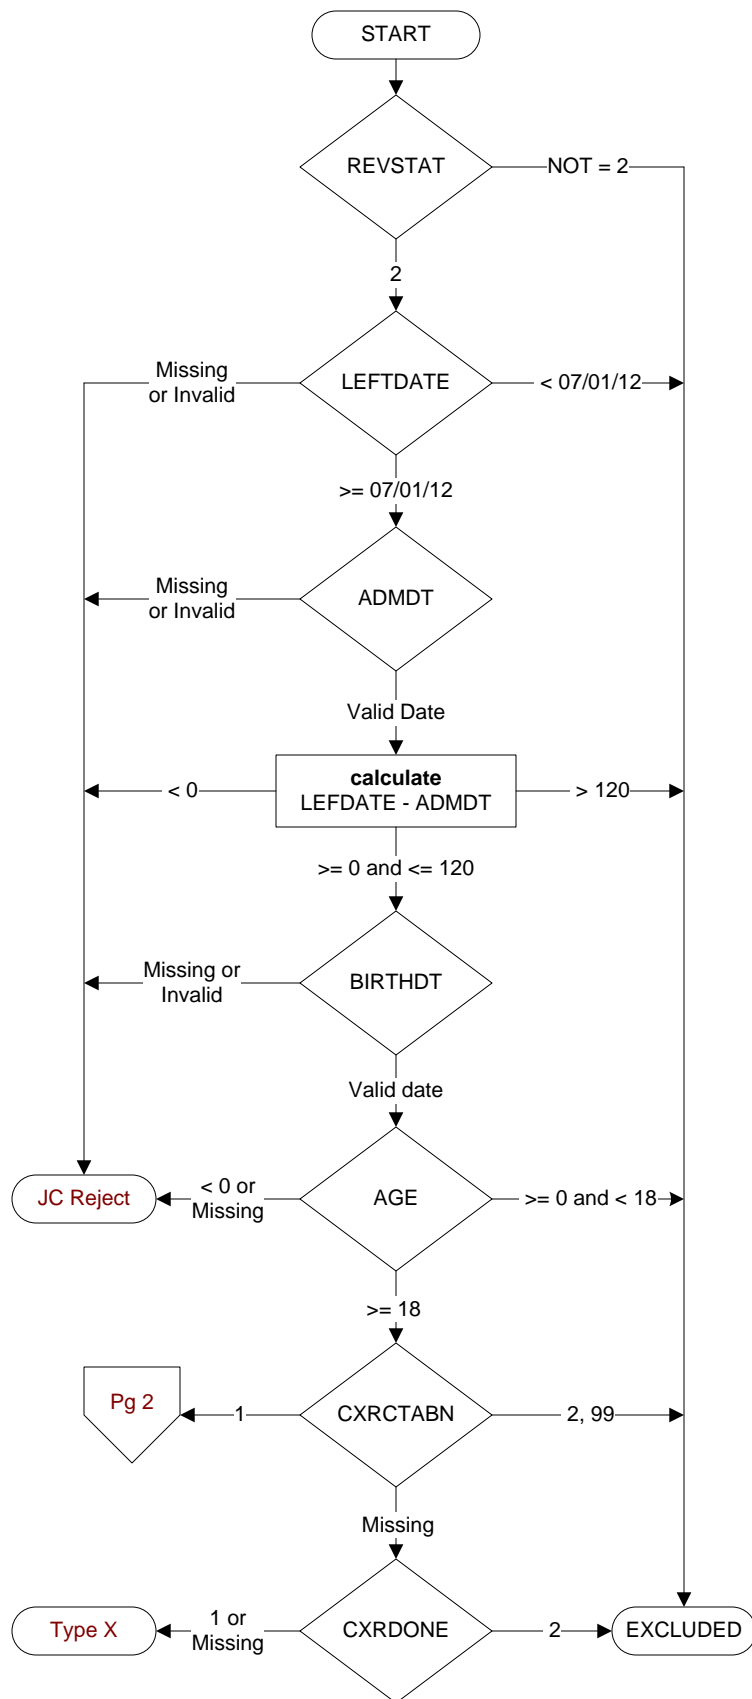 START
REVSTAT
NOT = 2
2
Missing
or Invalid
LEFTDATE
< 07/01/12
>= 07/01/12
Missing
or Invalid
ADMDT
Valid Date
< 0
calculate
LEFDATE - ADMDT
> 120
>= 0 and <= 120
Missing or
Invalid
BIRTHDT
Valid date
JC Reject
< 0 or
Missing
AGE
>= 0 and < 18
>= 18
Pg 2
1
CXRCTABN
2, 99
Missing
Type X
1 or
Missing
CXRDONE
2
EXCLUDED